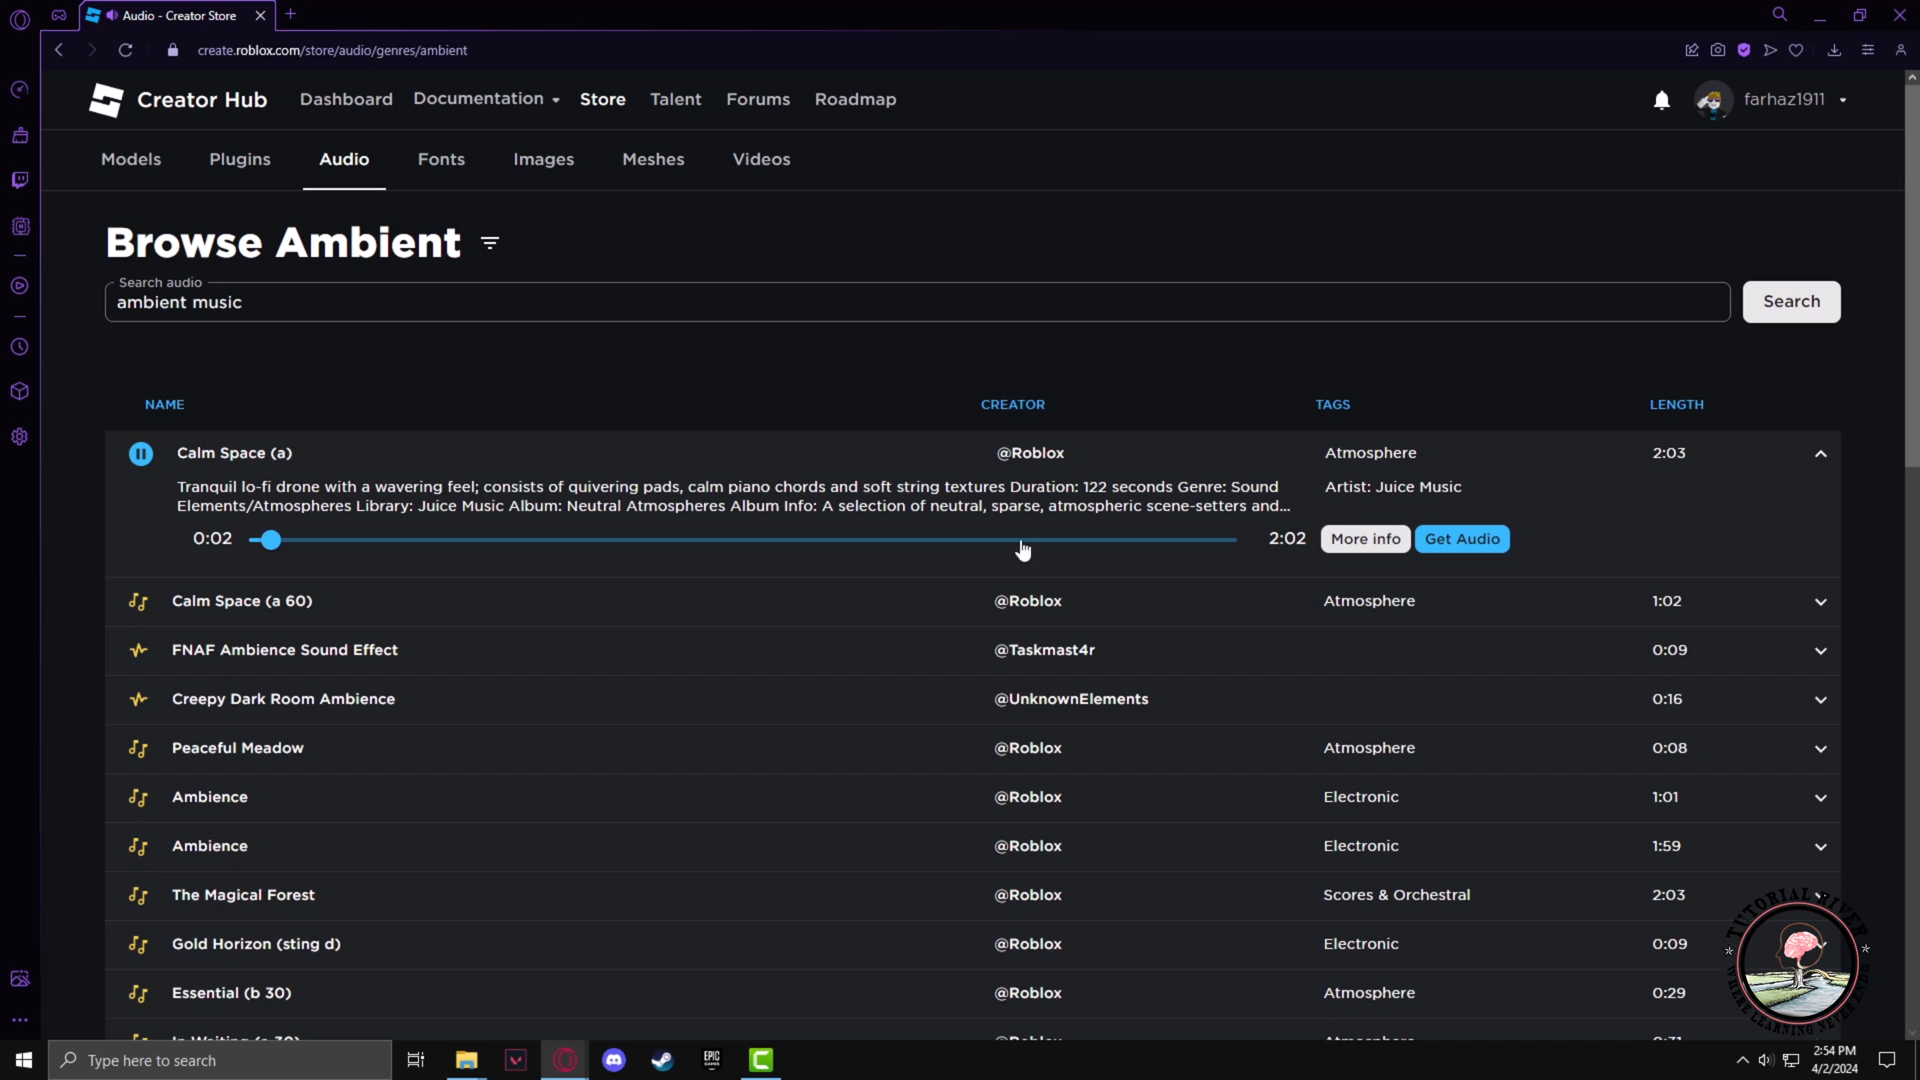 Audio - Creator Store
create.roblox.com/store/audio/genres/ambient
Creator Hub Dashboard Documentation Store Talent Forums Roadmap farhaz1911
Models Plugins Audio Fonts Images Meshes Videos
Browse Ambient
Search audio
ambient music
Search
NAME CREATOR TAGS LENGTH
Calm Space (a) @Roblox Atmosphere 2:03
Tranquil lo-fi drone with a wavering feel; consists of quivering pads, calm piano chords and soft string textures Duration: 122 seconds Genre: Sound Artist: Juice Music
Elements/Atmospheres Library: Juice Music Album: Neutral Atmospheres Album Info: A selection of neutral, sparse, atmospheric scene-setters and...
0:02 2:02 More info Get Audio
Calm Space (a 60) @Roblox Atmosphere 1:02
FNAF Ambience Sound Effect @Taskmast4r 0:09
Creepy Dark Room Ambience @UnknownElements 0:16
Peaceful Meadow @Roblox Atmosphere 0:08
Ambience @Roblox Electronic 1:01
Ambience @Roblox Electronic 1:59
The Magical Forest @Roblox Scores & Orchestral 2:03
Gold Horizon (sting d) @Roblox Electronic 0:09
Essential (b 30) @Roblox Atmosphere 0:29
TUTORIAL RIVER
WHERE LEARNING NEVER ENDS
Type here to search
EPIC GAMES
2:54 PM
4/2/2024